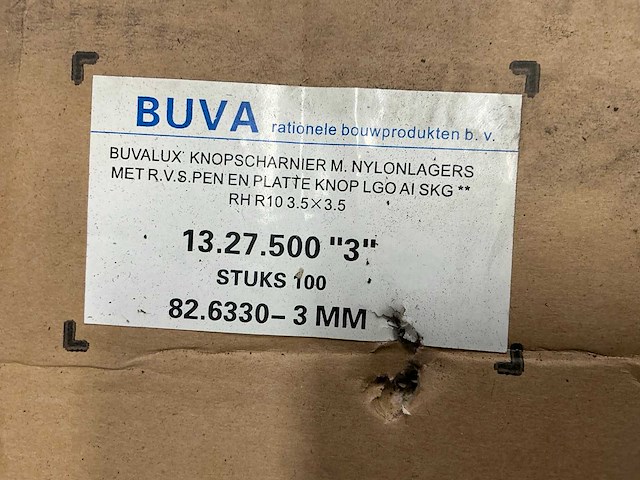 BUVA rationele bouwprodukten b. v.
BUVALUX KNOPSCHARNIER M. NYLONLAGERS
MET R.V.S.PEN EN PLATTE KNOP LGO AI SKG **
RH R10 3.5×3.5
13.27.500 "3"
STUKS 100
82.6330–3 MM